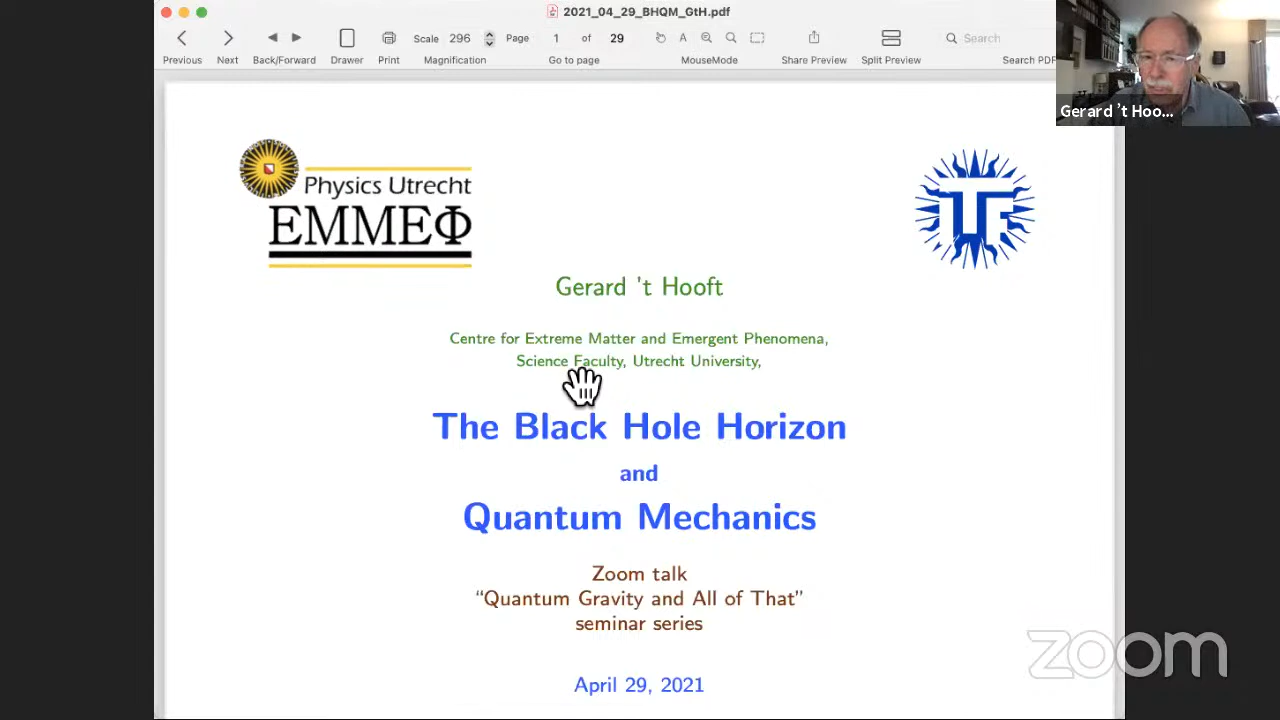 2021_04_29_BHQM_GtH.pdf
Scale 296 Page 1 of 29 Search
Previous Next Back/Forward Drawer Print Magnification Go to page MouseMode Share Preview Split Preview Search PDF
Gerard 't Hoo...
Physics Utrecht
EMMEΦ
Gerard 't Hooft
Centre for Extreme Matter and Emergent Phenomena,
Science Faculty, Utrecht University,
The Black Hole Horizon
and
Quantum Mechanics
Zoom talk
“Quantum Gravity and All of That”
seminar series
zoom
April 29, 2021